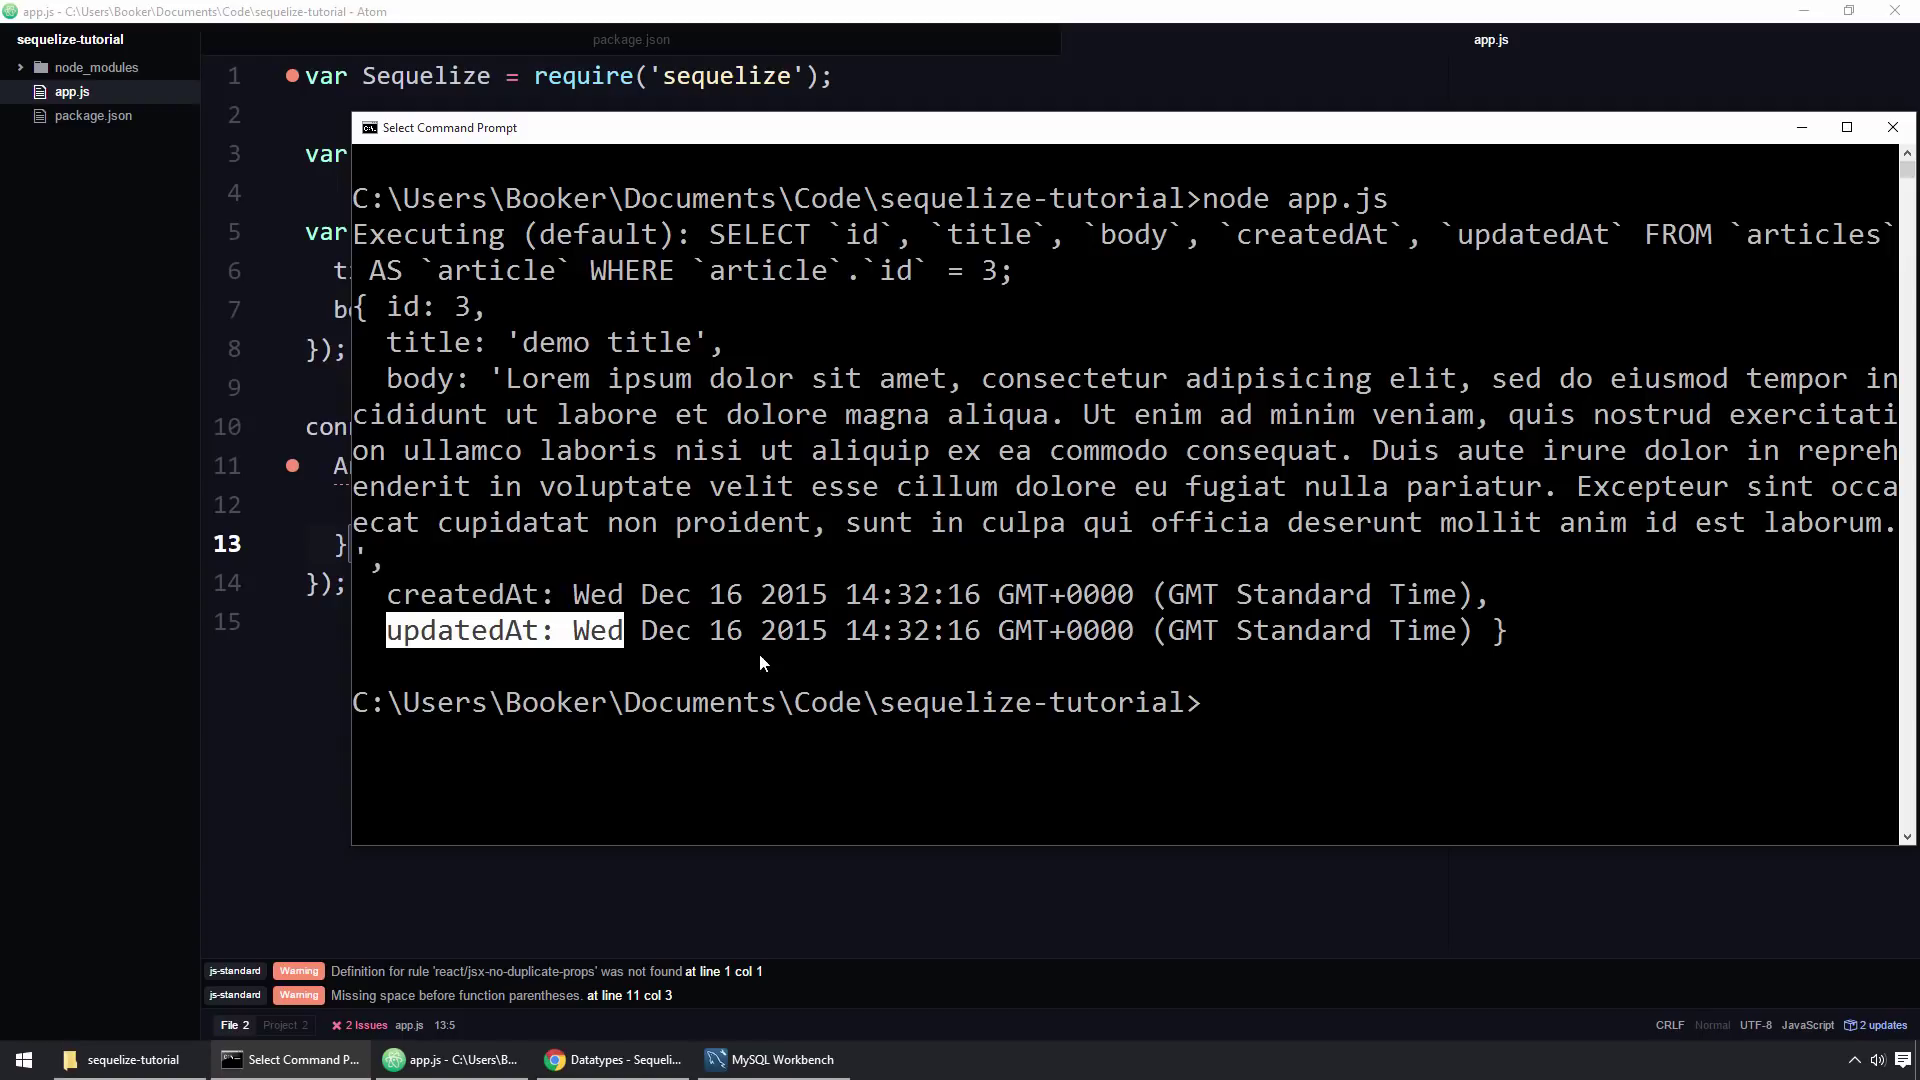 app.js - C:\Users\Booker\Documents\Code\sequelize-tutorial - Atom
sequelize-tutorial
node_modules
app.js
package.json
package.json
app.js
1 var Sequelize = require('sequelize');
2
3 var
4
5 var
6
7
8 });
9
10
11
12
13 }
14 });
15
Select Command Prompt
C:\Users\Booker\Documents\Code\sequelize-tutorial>node app.js
Executing (default): SELECT `id`, `title`, `body`, `createdAt`, `updatedAt` FROM `articles`
AS `article` WHERE `article`.`id` = 3;
{ id: 3,
title: 'demo title',
body: 'Lorem ipsum dolor sit amet, consectetur adipisicing elit, sed do eiusmod tempor in
cididunt ut labore et dolore magna aliqua. Ut enim ad minim veniam, quis nostrud exercitati
on ullamco laboris nisi ut aliquip ex ea commodo consequat. Duis aute irure dolor in repreh
enderit in voluptate velit esse cillum dolore eu fugiat nulla pariatur. Excepteur sint occa
ecat cupidatat non proident, sunt in culpa qui officia deserunt mollit anim id est laborum.
',
createdAt: Wed Dec 16 2015 14:32:16 GMT+0000 (GMT Standard Time),
updatedAt: Wed Dec 16 2015 14:32:16 GMT+0000 (GMT Standard Time) }
C:\Users\Booker\Documents\Code\sequelize-tutorial>
js-standard Warning Definition for rule 'react/jsx-no-duplicate-props' was not found at line 1 col 1
js-standard Warning Missing space before function parentheses. at line 11 col 3
File 2 Project 2 2 Issues app.js 13:5 CRLF Normal UTF-8 JavaScript 2 updates
sequelize-tutorial Select Command P... app.js - C:\Users\B... Datatypes - Sequeli... MySQL Workbench